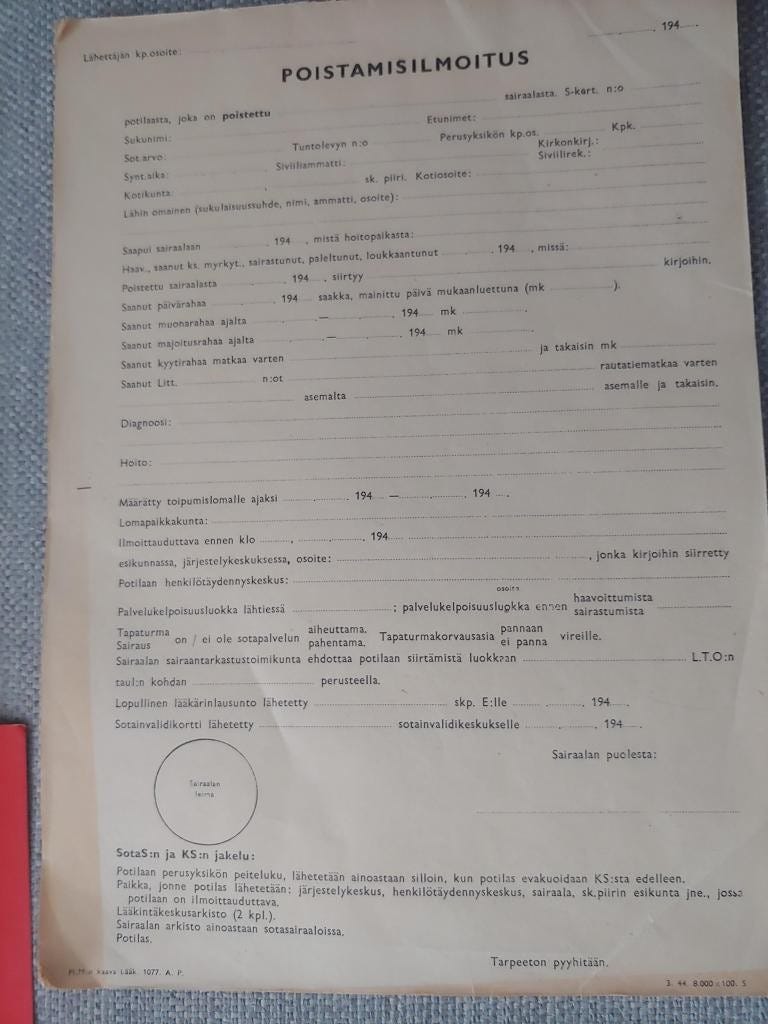 Lähettäjän kp.osoite:
. 194
POISTAMISILMOITUS
potilaasta, joka on poistettu sairaalasta. S-kort. n:o
Sukunimi: Etunimet:
Sot.arvo: Tuntolevyn n:o Perusyksikön kp.os. Kpk.
Synt.aika: Siviiliammatti: Kirkonkirj.:
Siviilirek.:
Kotikunta: sk. piiri. Kotiosoite:
Lähin omainen (sukulaisuussuhde, nimi, ammatti, osoite):
Saapui sairaalaan . 194 , mistä hoitopaikasta:
Haav., saanut ks. myrkyt., sairastunut, paleltunut, loukkaantunut . 194 , missä:
Poistettu sairaalasta . 194 , siirtyy kirjoihin.
Saanut päivärahaa . 194 saakka, mainittu päivä mukaanluettuna (mk ).
Saanut muonarahaa ajalta . — . 194 mk .
Saanut majoitusrahaa ajalta . — . 194 mk .
Saanut kyytirahaa matkaa varten ja takaisin mk
Saanut Litt. n:ot rautatiematkaa varten
asemalta asemalle ja takaisin.
Diagnoosi:
Hoito:
Määrätty toipumislomalle ajaksi . 194 — . 194 .
Lomapaikkakunta:
Ilmoittauduttava ennen klo , . 194
esikunnassa, järjestelykeskuksessa, osoite: , jonka kirjoihin siirretty
Potilaan henkilötäydennyskeskus:
osoite
Palvelukelpoisuusluokka lähtiessä ; palvelukelpoisuusluokka ennen haavoittumista
sairastumista
Tapaturma
Sairaus on / ei ole sotapalvelun aiheuttama.
pahentama. Tapaturmakorvausasia pannaan
ei panna vireille.
Sairaalan sairaantarkastustoimikunta ehdottaa potilaan siirtämistä luokkaan L.T.O:n
taul:n kohdan perusteella.
Lopullinen lääkärinlausunto lähetetty skp. E:lle . 194 .
Sotainvalidikortti lähetetty sotainvalidikeskukselle . . 194 .
Sairaalan puolesta:
Sairaalan
leima
SotaS:n ja KS:n jakelu:
Potilaan perusyksikön peiteluku, lähetetään ainoastaan silloin, kun potilas evakuoidaan KS:sta edelleen.
Paikka, jonne potilas lähetetään: järjestelykeskus, henkilötäydennyskeskus, sairaala, sk.piirin esikunta jne., jossa
potilaan on ilmoittauduttava.
Lääkintäkeskusarkisto (2 kpl.).
Sairaalan arkisto ainoastaan sotasairaaloissa.
Potilas.
Tarpeeton pyyhitään.
P.M:n kaava Lääk. 1077. A. P.
3. 44. 8.000 x 100. S